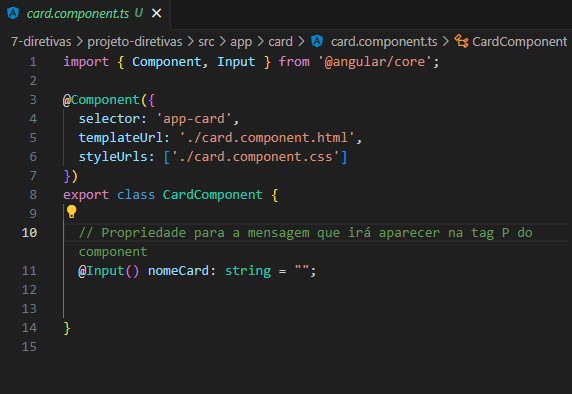 card.component.ts U ×
7-diretivas > projeto-diretivas > src > app > card > card.component.ts > CardComponent
1 import { Component, Input } from '@angular/core';
2
3 @Component({
4 selector: 'app-card',
5 templateUrl: './card.component.html',
6 styleUrls: ['./card.component.css']
7 })
8 export class CardComponent {
9
10 // Propriedade para a mensagem que irá aparecer na tag P do
component
11 @Input() nomeCard: string = "";
12
13
14 }
15